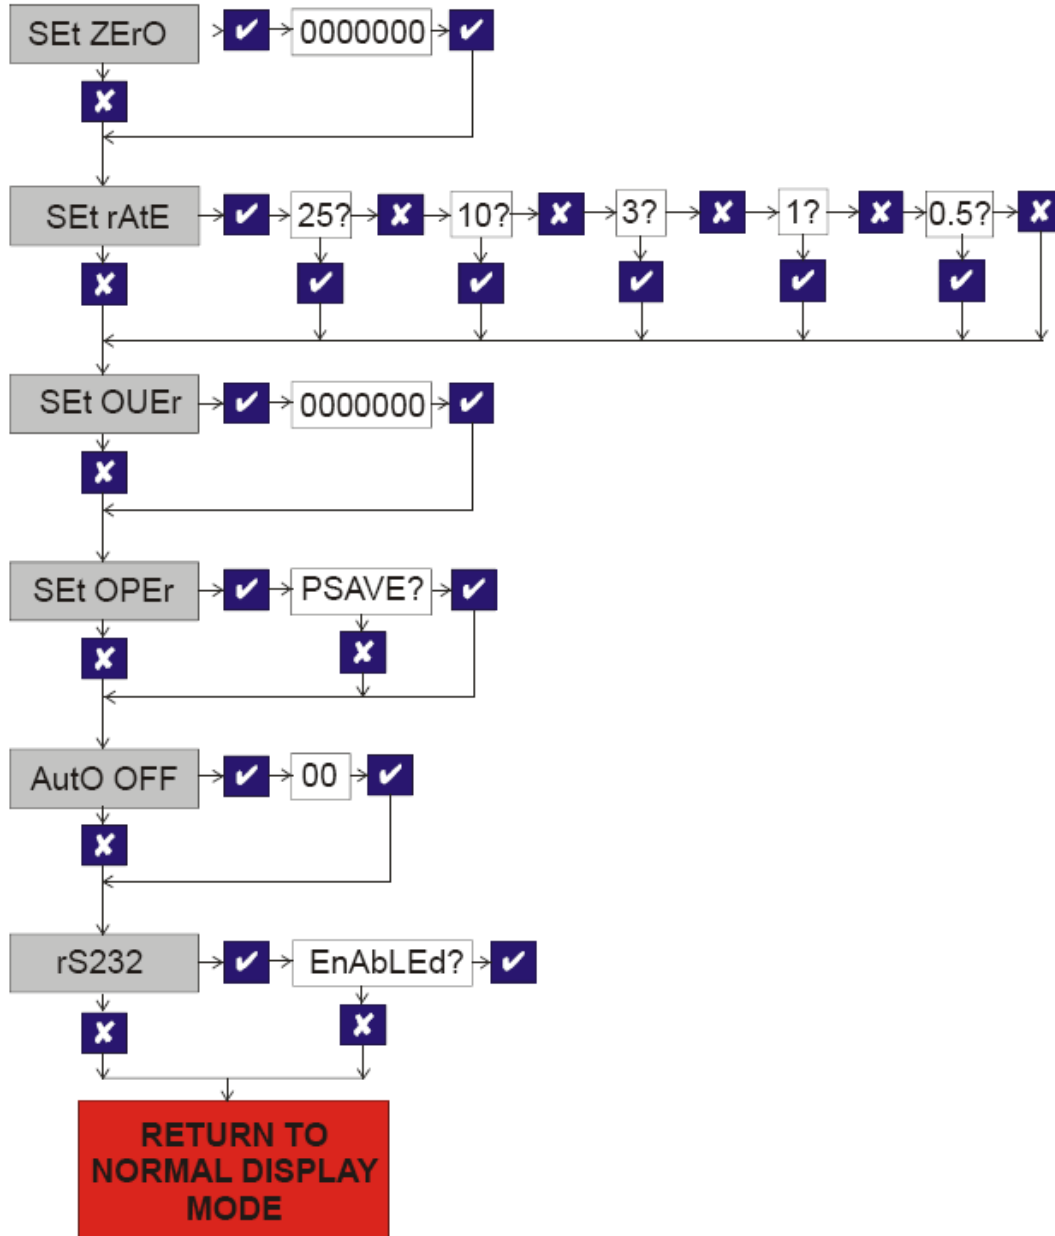 SEt ZErO
0000000
SEt rAtE
25?
10?
3?
1?
0.5?
SEt OUEr
0000000
SEt OPEr
PSAVE?
AutO OFF
00
rS232
EnAbLEd?
RETURN TO
NORMAL DISPLAY
MODE